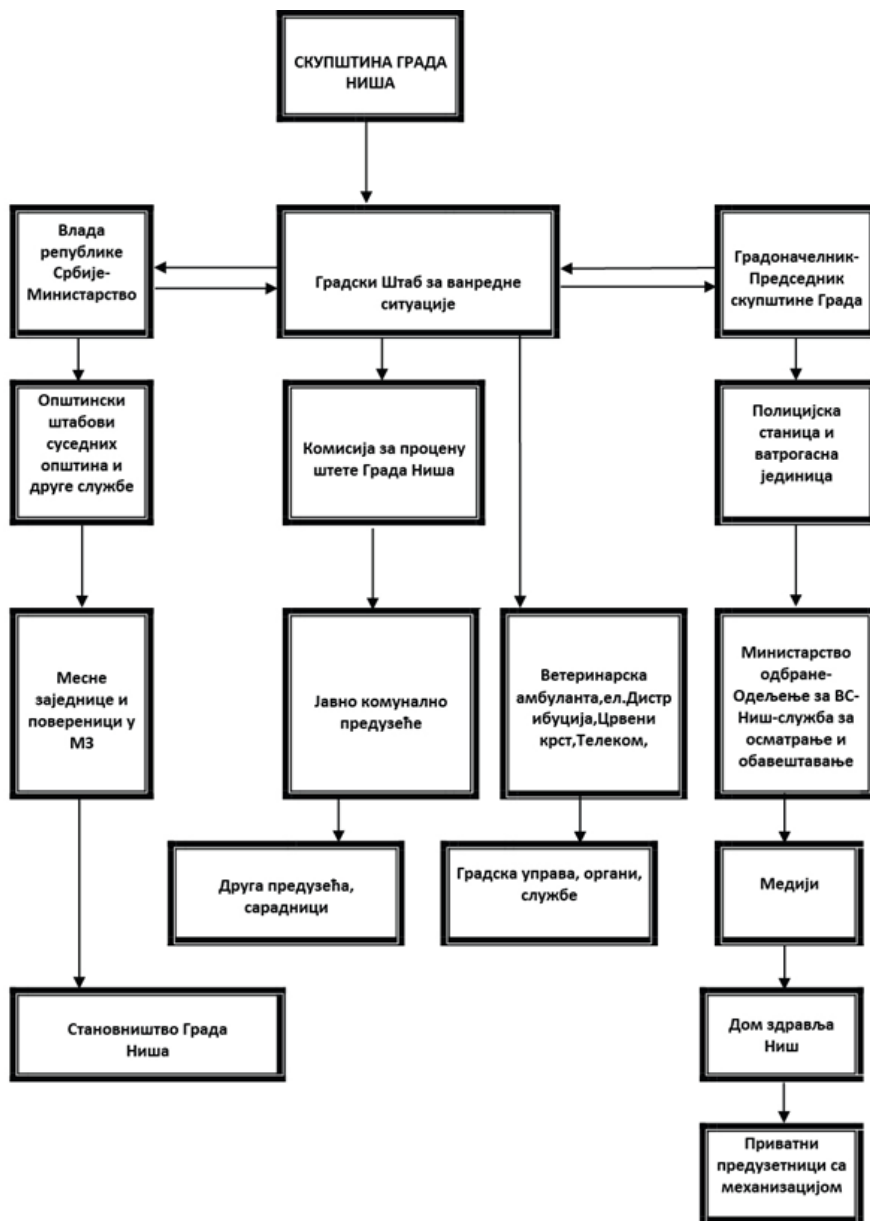 СКУПШТИНА ГРАДА
НИША
Влада
републике
Србије-
Министарство
Градски Штаб за ванредне
ситуације
Градоначелник-
Председник
скупштине Града
Општински
штабови
суседних
општина и
друге службе
Комисија за процену
штете Града Ниша
Полицијска
станица и
ватрогасна
јединица
Месне
заједнице и
повереници у
МЗ
Јавно комунално
предузеће
Ветеринарска
амбуланта,ел.Дистр
ибуција,Црвени
крст,Телеком,
Министарство
одбране-
Одељење за ВС-
Ниш-служба за
осматрање и
обавештавање
Друга предузећа,
сарадници
Градска управа, органи,
службе
Медији
Становништво Града
Ниша
Дом здравља
Ниш
Приватни
предузетници са
механизацијом